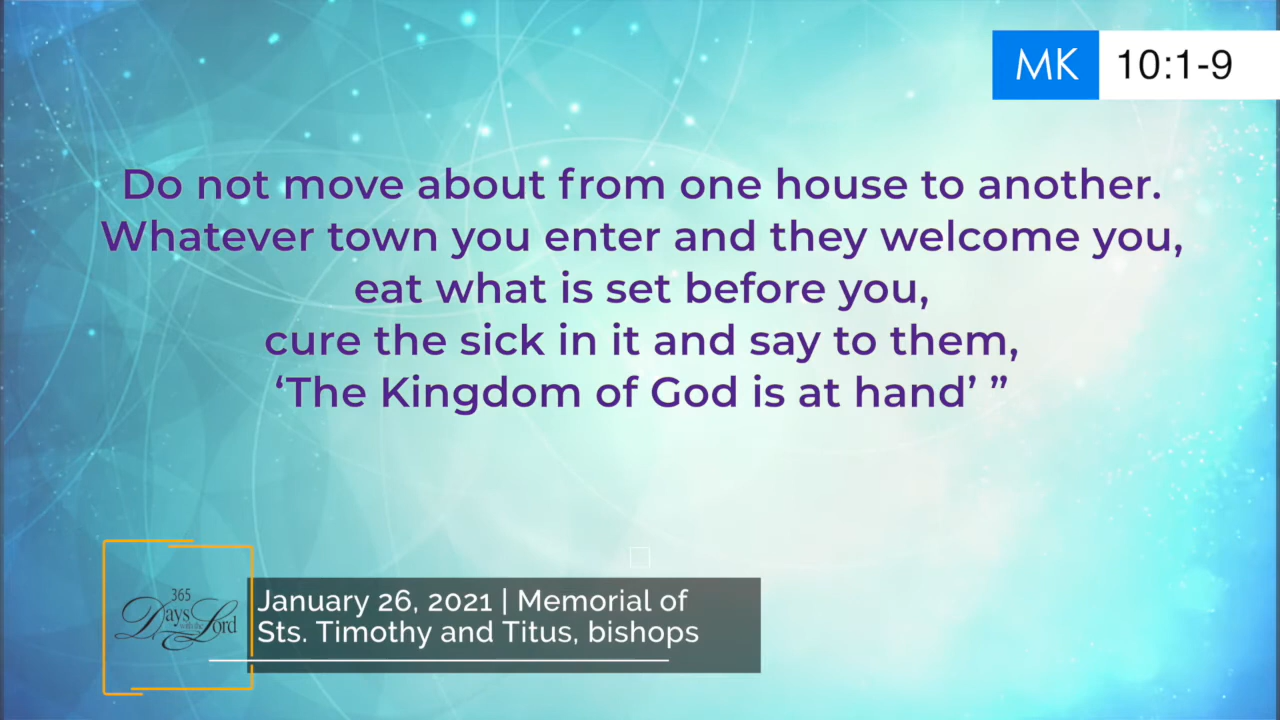 MK 10:1-9
Do not move about from one house to another.
Whatever town you enter and they welcome you,
eat what is set before you,
cure the sick in it and say to them,
‘The Kingdom of God is at hand’ ”
365
Days with the Lord
January 26, 2021 | Memorial of
Sts. Timothy and Titus, bishops